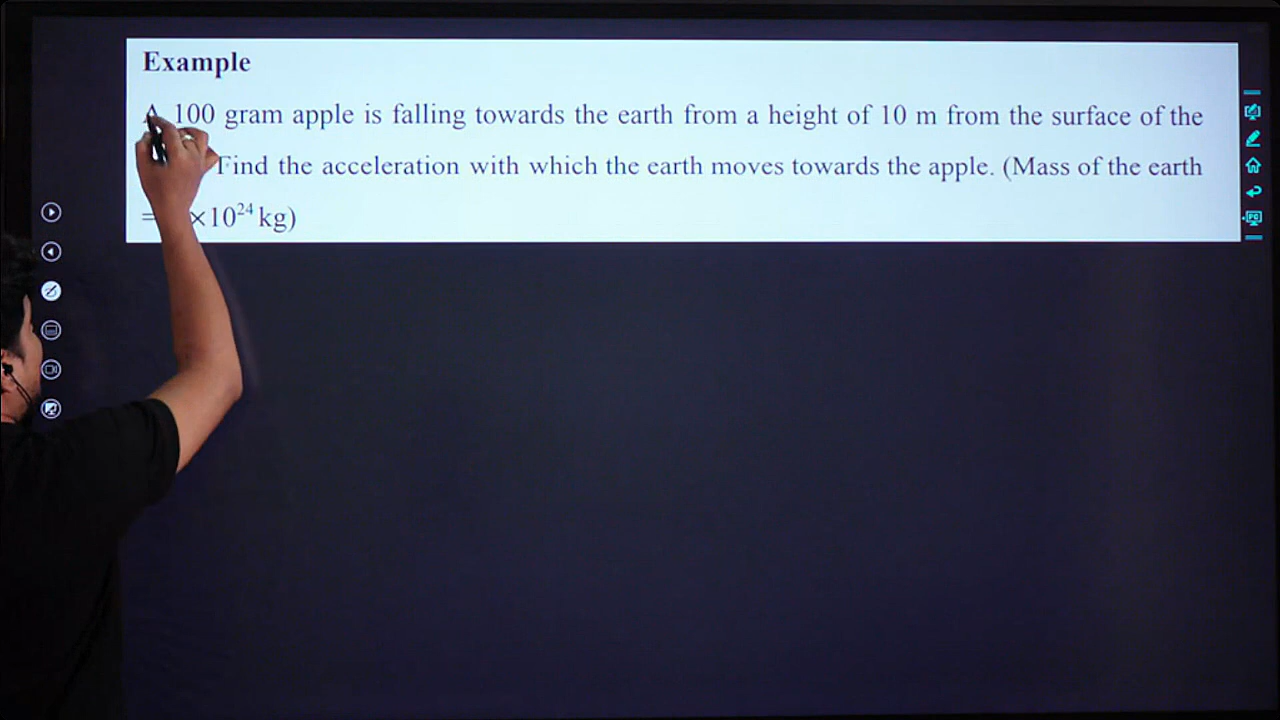 Example
A 100 gram apple is falling towards the earth from a height of 10 m from the surface of the
Find the acceleration with which the earth moves towards the apple. (Mass of the earth
= ×10²⁴ kg)
PC